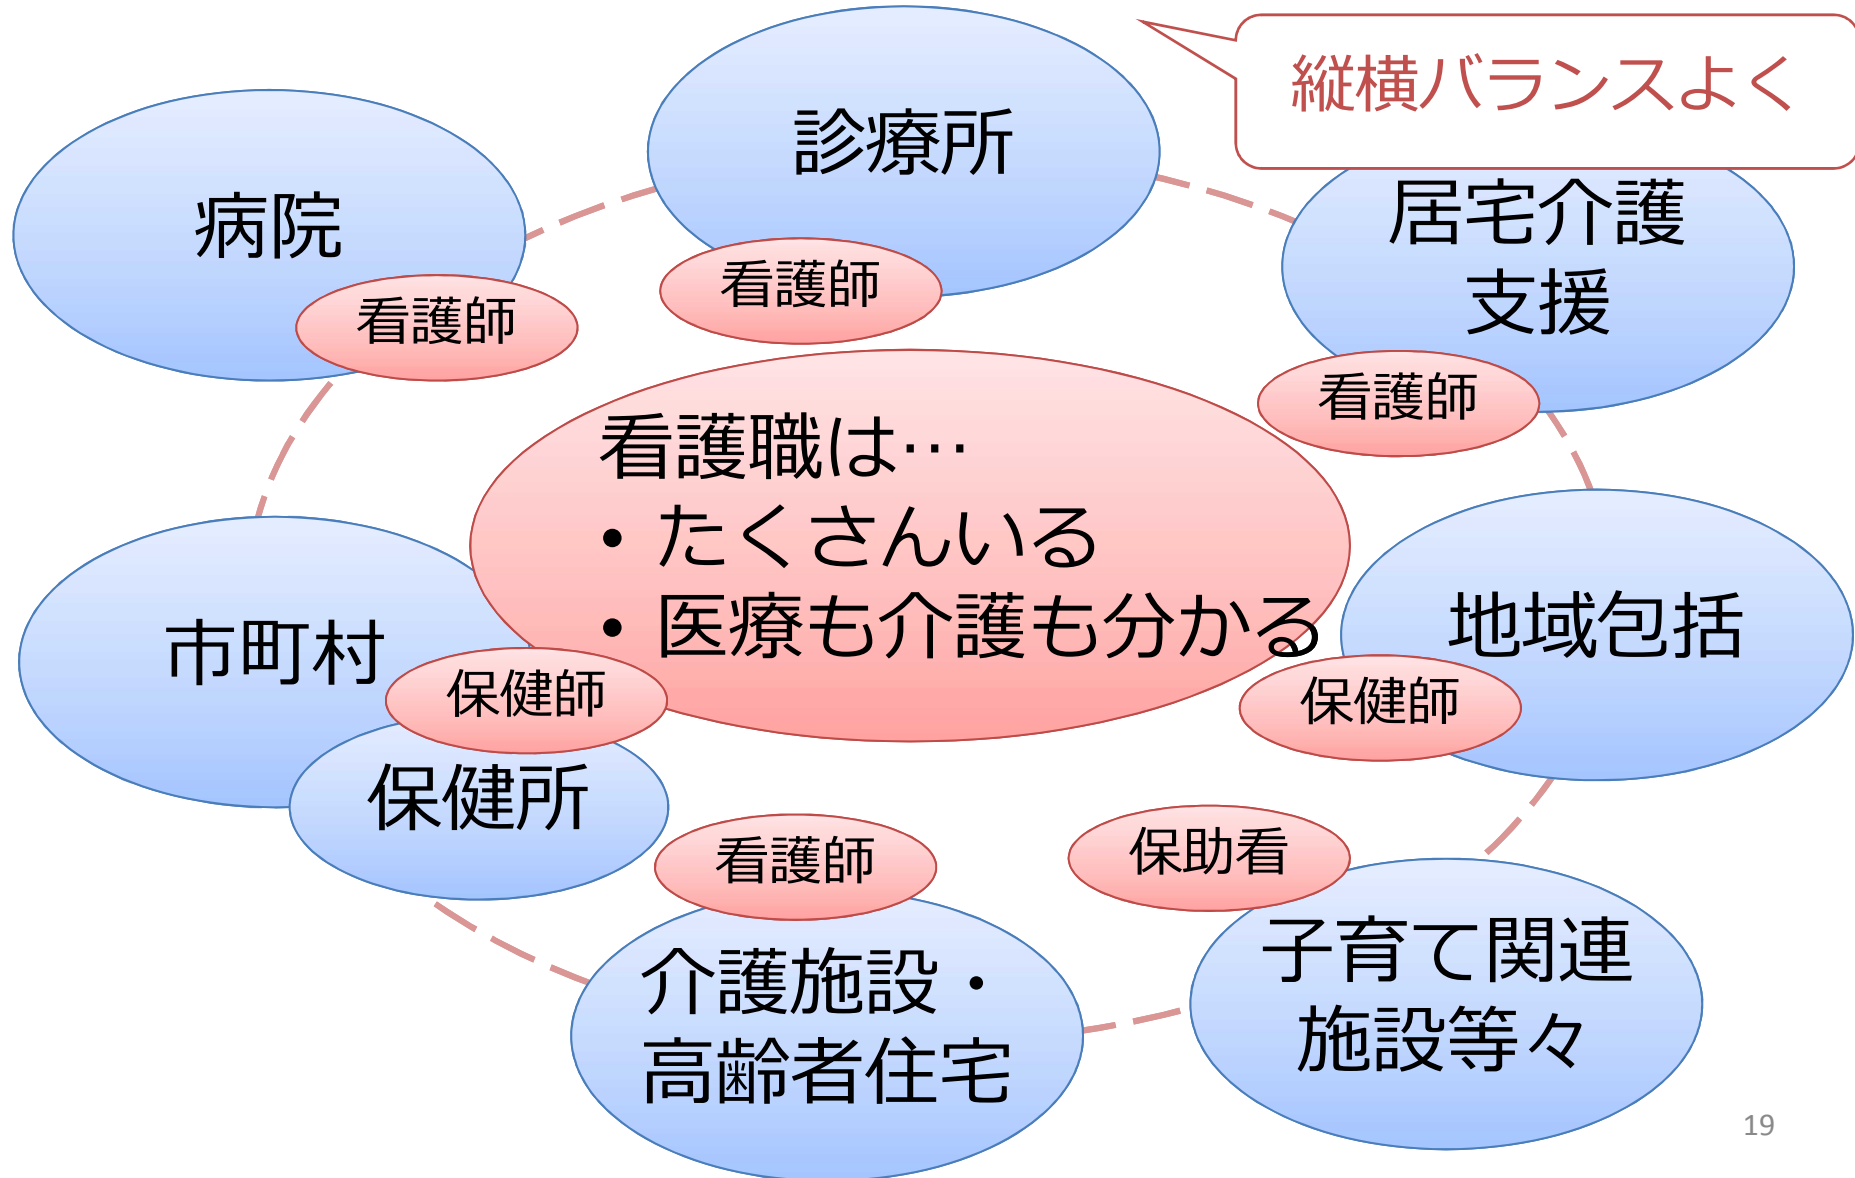 縦横バランスよく
診療所
病院
居宅介護
支援
看護師
看護師
看護師
看護職は…
• たくさんいる
• 医療も介護も分かる
市町村
地域包括
保健師
保健師
保健所
看護師
保助看
介護施設・
高齢者住宅
子育て関連
施設等々
19